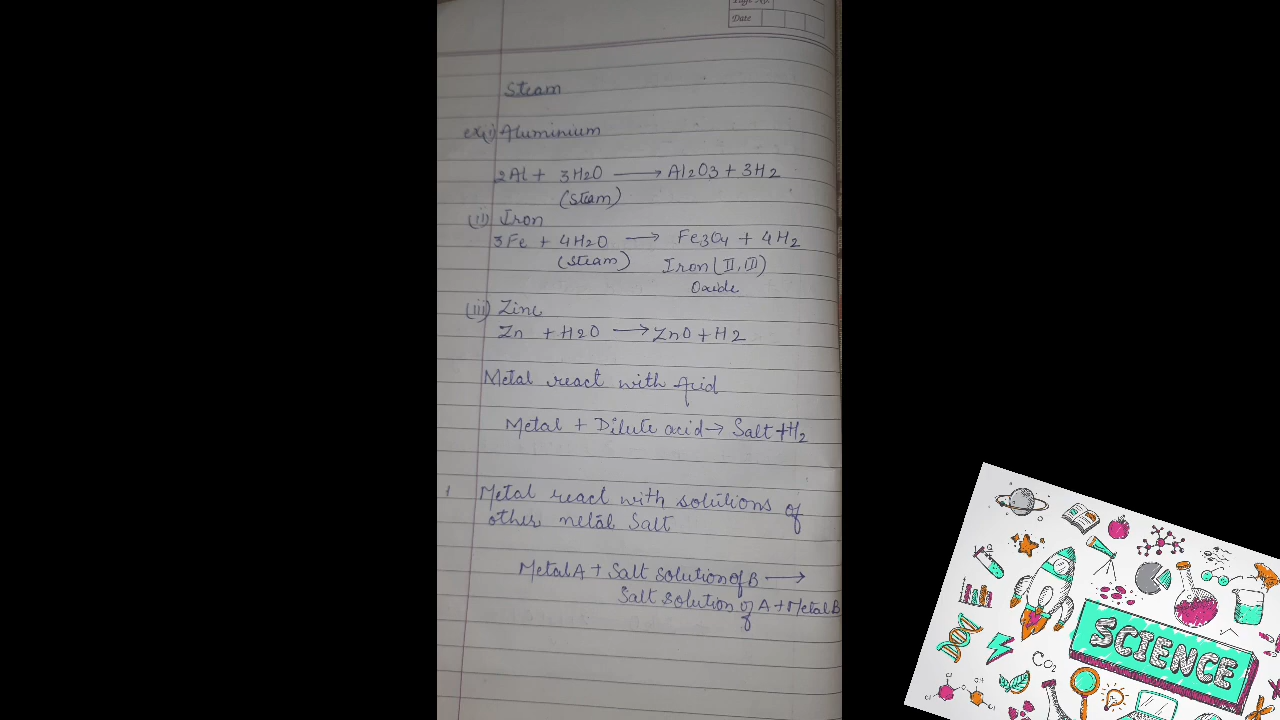 Page No.
Date
Steam
ex(i) Aluminium
2Al + 3H2O ⟶ Al2O3 + 3H2
(steam)
(ii) Iron
3Fe + 4H2O ⟶ Fe3O4 + 4H2
(steam) Iron (II, III)
Oxide
(iii) Zinc
Zn + H2O ⟶ ZnO + H2
Metal react with Acid
Metal + Dilute acid → Salt + H2
Metal react with solutions of
other metal Salt
Metal A + Salt solution of B ⟶
Salt solution of A + Metal B
SCIENCE
CO2